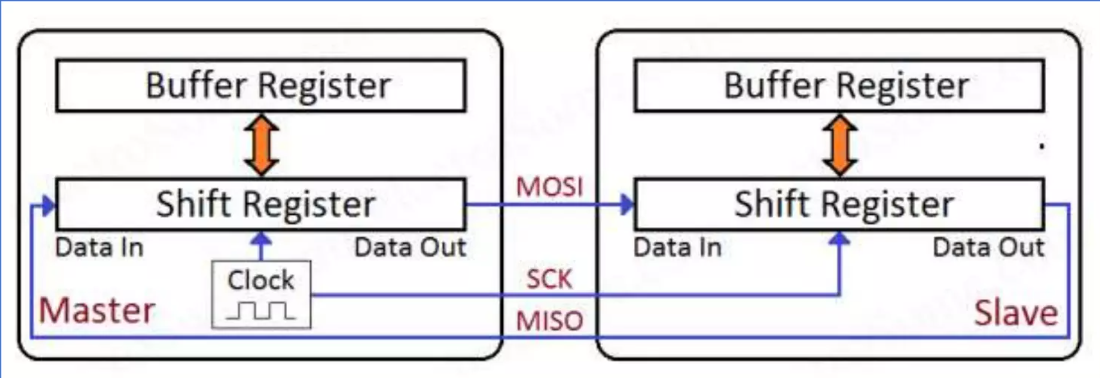 Buffer Register
Buffer Register
MOSI
Shift Register
Shift Register
Data In
Data Out
Data In
Data Out
Clock
SCK
Master
Slave
MISO